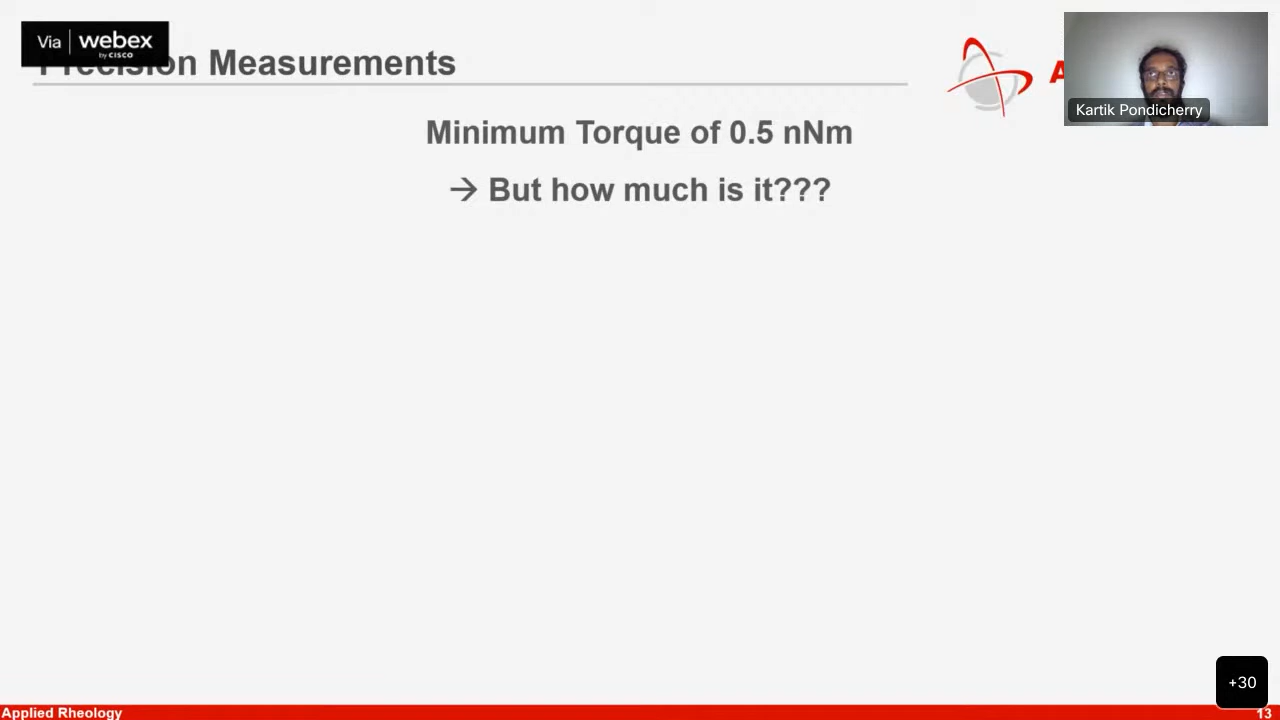 Via webex
by CISCO
Precision Measurements
A
Kartik Pondicherry
Minimum Torque of 0.5 nNm
→ But how much is it???
+30
Applied Rheology
13